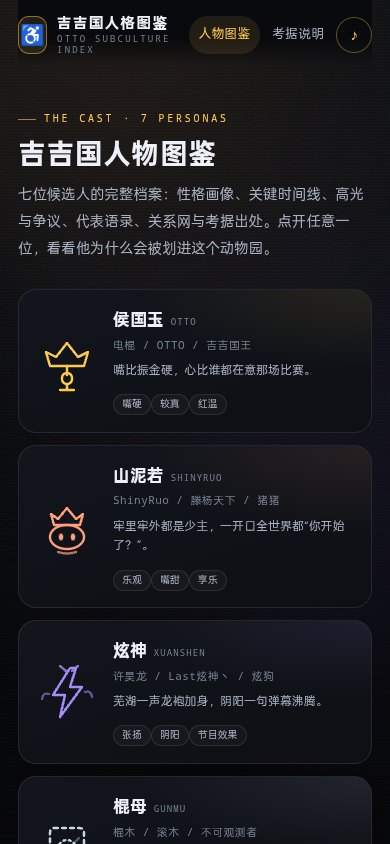 吉吉国人格图鉴
OTTO SUBCULTURE
INDEX
人物图鉴
考据说明
♪
THE CAST · 7 PERSONAS
吉吉国人物图鉴
七位候选人的完整档案：性格画像、关键时间线、高光
与争议、代表语录、关系网与考据出处。点开任意一
位，看看他为什么会被划进这个动物园。
侯国玉 OTTO
电棍 / OTTO / 吉吉国王
嘴比振金硬，心比谁都在意那场比赛。
嘴硬 较真 红温
山泥若 SHINYRUO
ShinyRuo / 滕杨天下 / 猪猪
牢里牢外都是少主，一开口全世界都“你开始
了？”。
乐观 嘴甜 享乐
炫神 XUANSHEN
许昊龙 / Last炫神丶 / 炫狗
芜湖一声龙袍加身，阴阳一句弹幕沸腾。
张扬 阴阳 节目效果
棍母 GUNMU
棍木 / 滚木 / 不可观测者